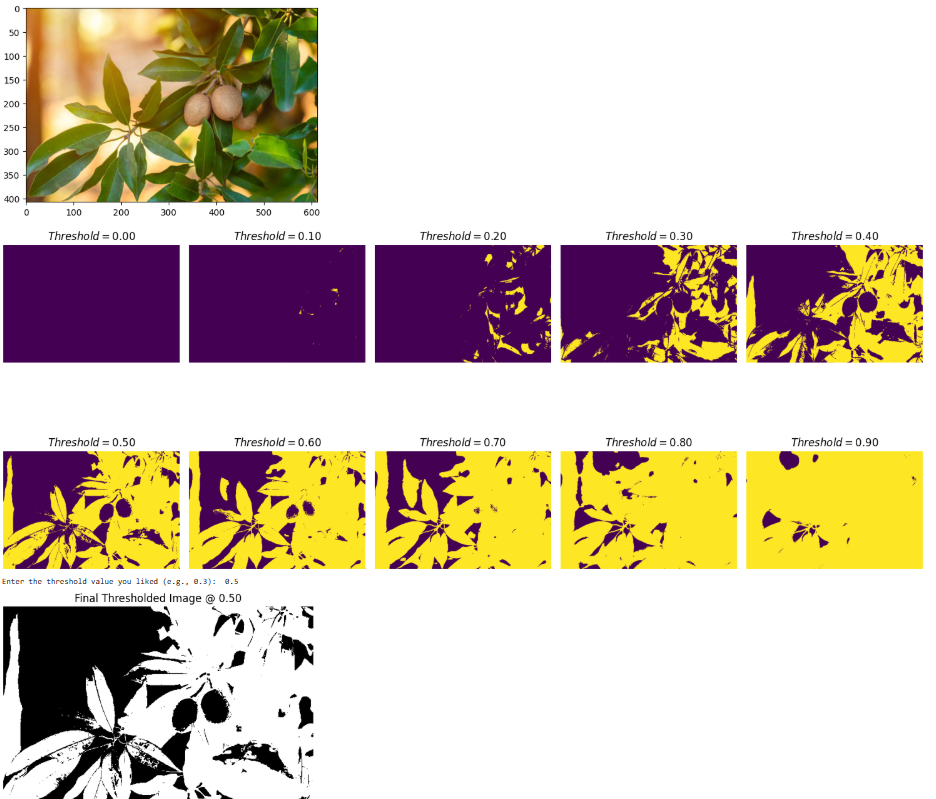 0
50
100
150
200
250
300
350
400
0 100 200 300 400 500 600
Threshold = 0.00 Threshold = 0.10 Threshold = 0.20 Threshold = 0.30 Threshold = 0.40
Threshold = 0.50 Threshold = 0.60 Threshold = 0.70 Threshold = 0.80 Threshold = 0.90
Enter the threshold value you liked (e.g., 0.3): 0.5
Final Thresholded Image @ 0.50